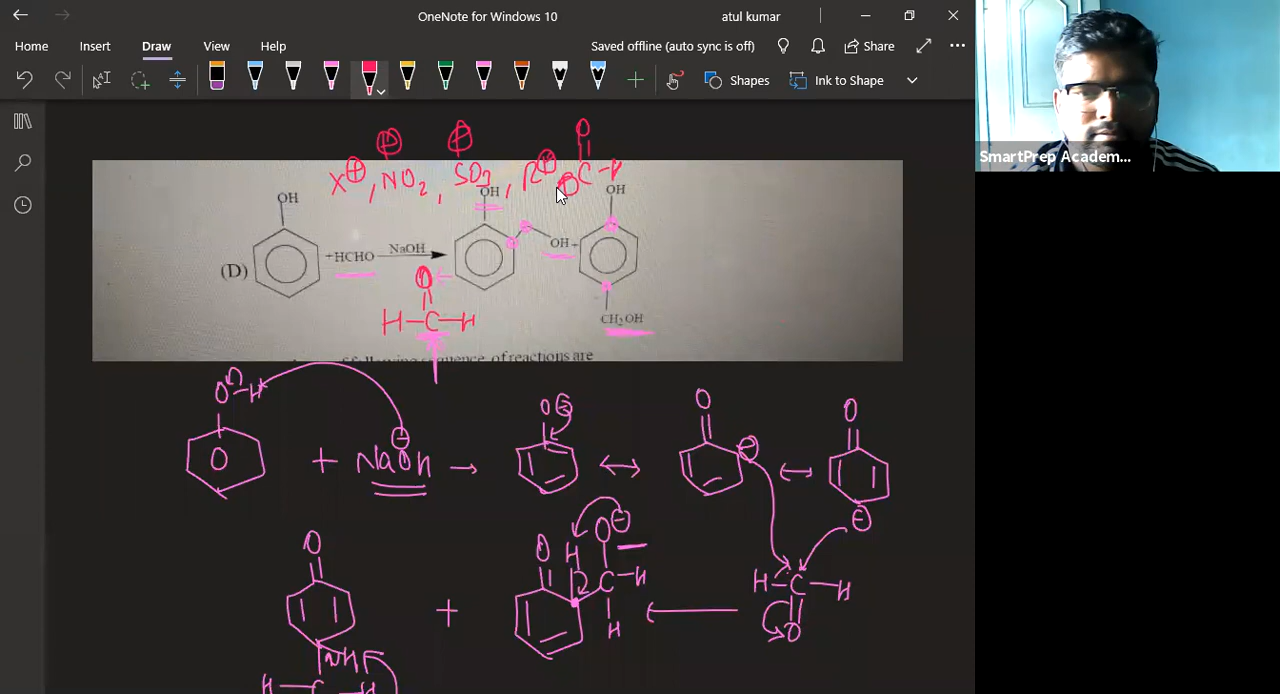 OneNote for Windows 10
atul kumar
Home Insert Draw View Help
Saved offline (auto sync is off)
Share
Shapes
Ink to Shape
SmartPrep Academ...
X⊕, NO₂⊕, SO₃⊕, R⊕
O
⊕C-H
OH
OH
OH
(D)
+HCHO
NaOH
OH+
CH₂OH
O
H-C-H
following sequence of reactions are
O-H
O⊖
O
O
O
+ NaOH →
⊖
⊖
O
O
H
O⊖
H-C-H
O
C-H
H
+
H
H-C-H